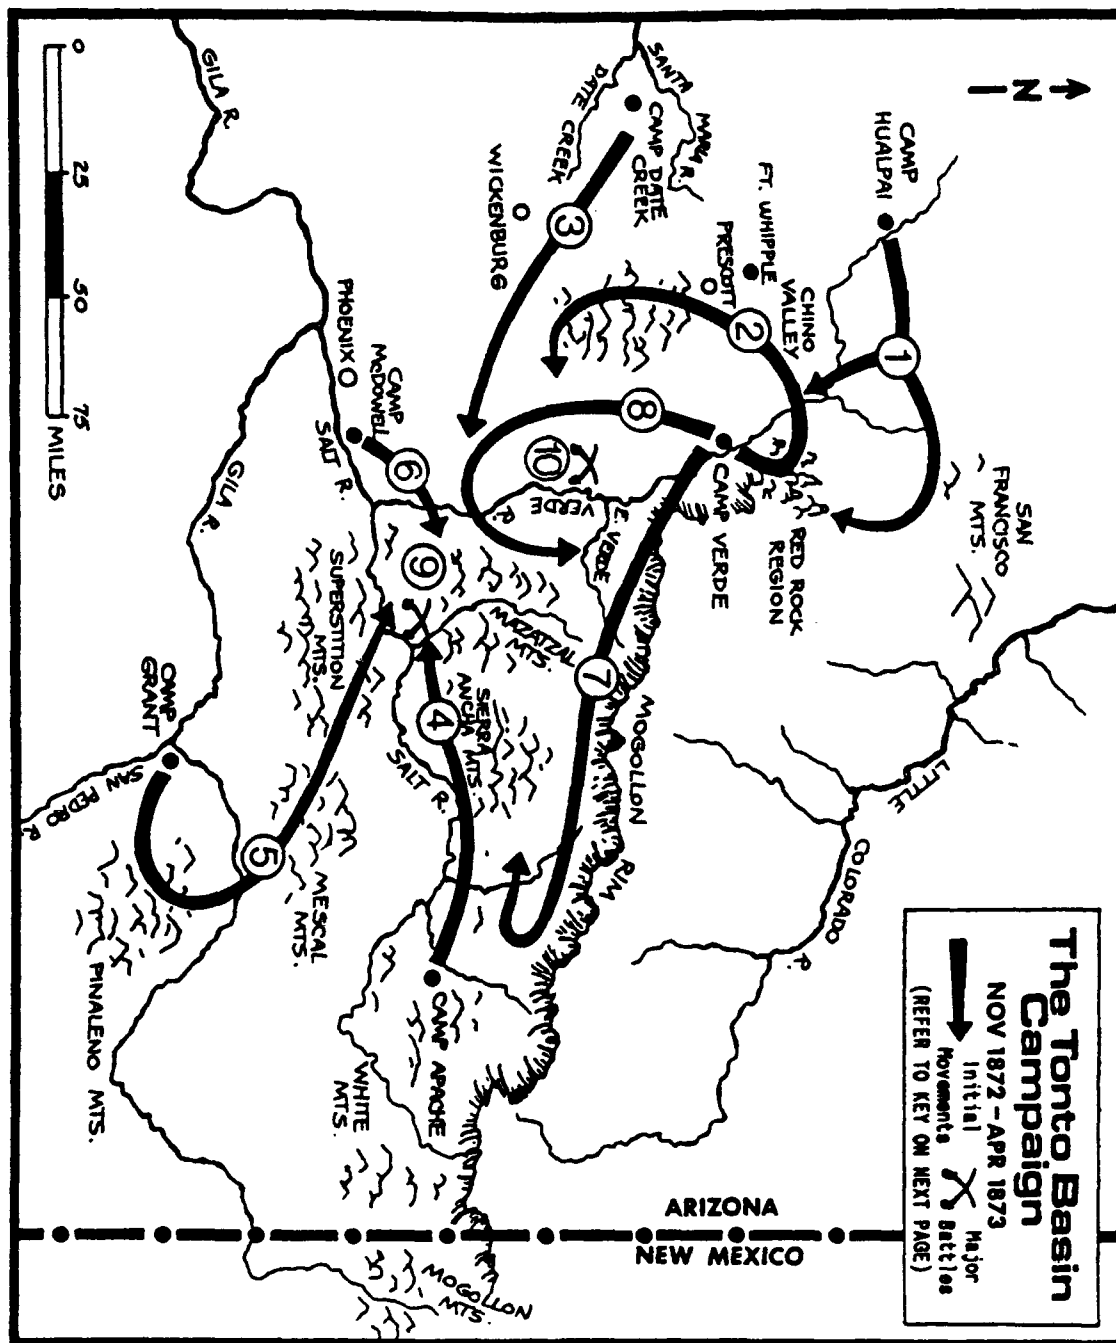 The Tonto Basin
Campaign
NOV 1872 - APR 1873
Initial
Movements
Major
Battles
(REFER TO KEY ON NEXT PAGE)
N
CAMP
HUALPAI
1
SAN
FRANCISCO
MTS.
LITTLE
COLORADO
R.
SANTA
MARIA R.
CAMP DATE
CREEK
DATE CREEK
FT. WHIPPLE
PRESCOTT
CHINO
VALLEY
2
RED ROCK
REGION
CAMP VERDE
3
WICKENBURG
8
10
VERDE
R.
E. VERDE
7
MOGOLLON
RIM
MAZATZAL
MTS.
SIERRA
ANCHA MTS.
4
SALT R.
CAMP APACHE
WHITE
MTS.
PHOENIX
CAMP
McDOWELL
SALT R.
6
9
SUPERSTITION
MTS.
GILA R.
GILA R.
CAMP
GRANT
SAN PEDRO
R.
5
MESCAL
MTS.
PINALENO MTS.
MOGOLLON
MTS.
ARIZONA
NEW MEXICO
0 25 50 75
MILES